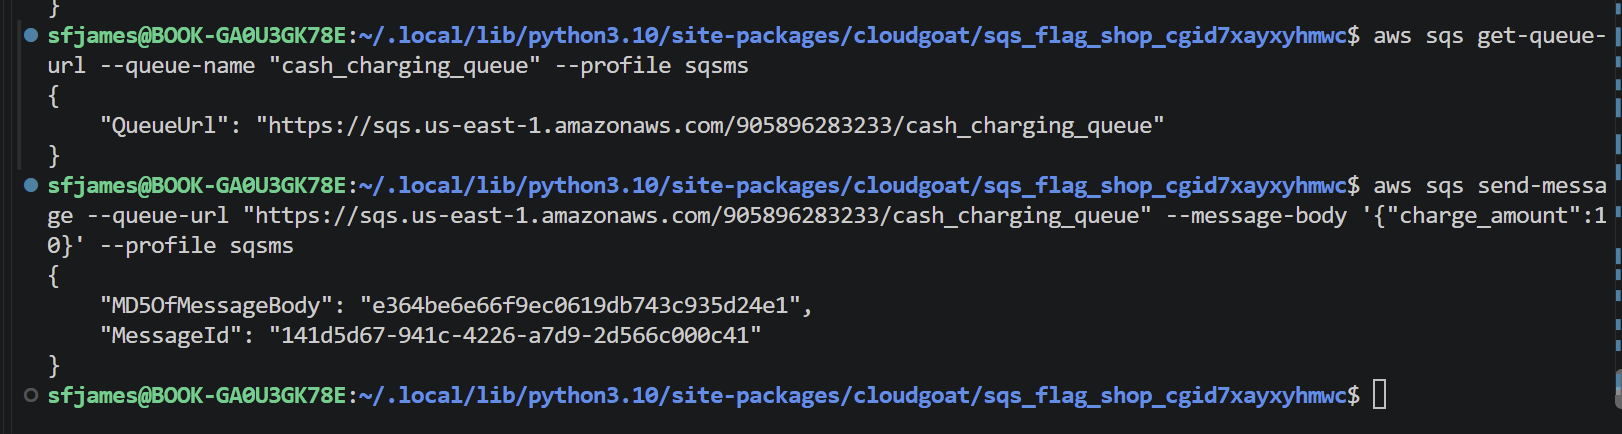 }
sfjames@BOOK-GA0U3GK78E:~/.local/lib/python3.10/site-packages/cloudgoat/sqs_flag_shop_cgid7xayxyhmwc$ aws sqs get-queue-
url --queue-name "cash_charging_queue" --profile sqsms
{
    "QueueUrl": "https://sqs.us-east-1.amazonaws.com/905896283233/cash_charging_queue"
}
sfjames@BOOK-GA0U3GK78E:~/.local/lib/python3.10/site-packages/cloudgoat/sqs_flag_shop_cgid7xayxyhmwc$ aws sqs send-messa
ge --queue-url "https://sqs.us-east-1.amazonaws.com/905896283233/cash_charging_queue" --message-body '{"charge_amount":1
0}' --profile sqsms
{
    "MD5OfMessageBody": "e364be6e66f9ec0619db743c935d24e1",
    "MessageId": "141d5d67-941c-4226-a7d9-2d566c000c41"
}
sfjames@BOOK-GA0U3GK78E:~/.local/lib/python3.10/site-packages/cloudgoat/sqs_flag_shop_cgid7xayxyhmwc$